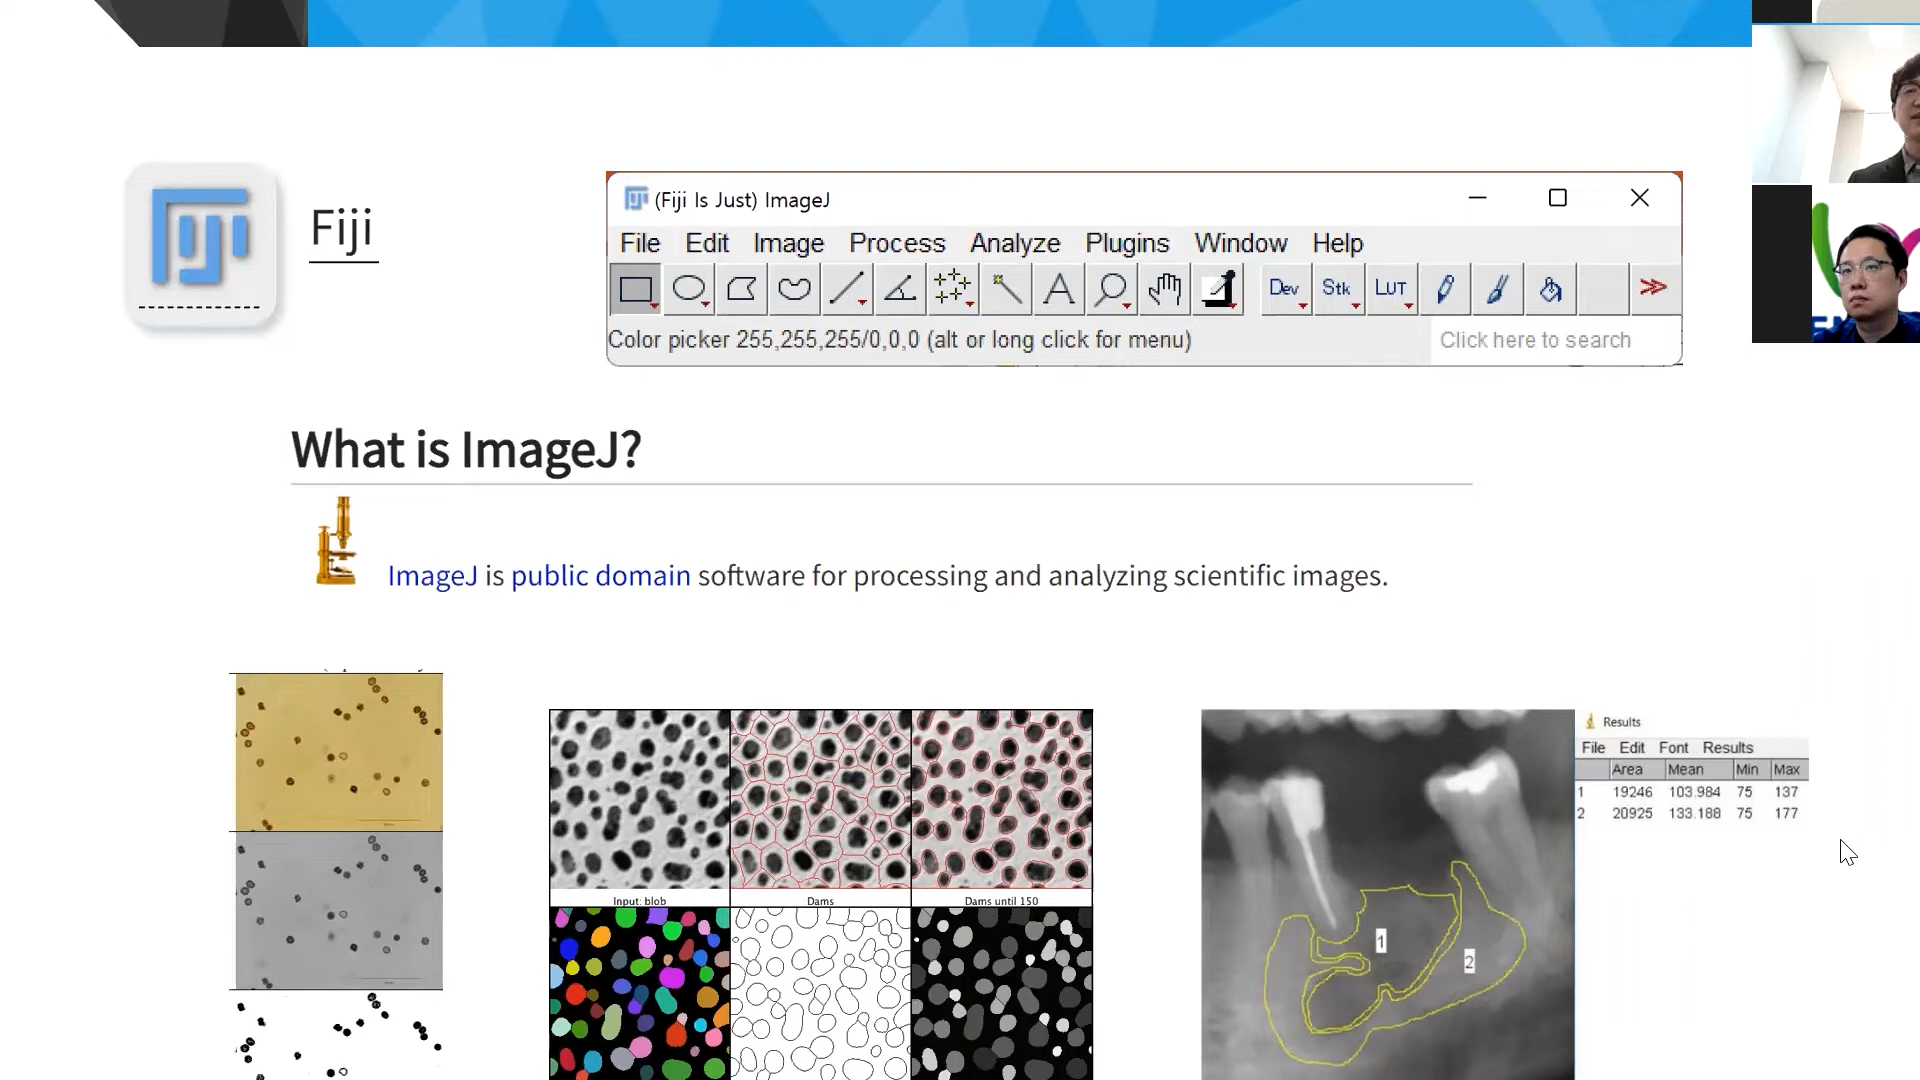 Fiji
(Fiji Is Just) ImageJ
File Edit Image Process Analyze Plugins Window Help
Dev Stk LUT
Color picker 255,255,255/0,0,0 (alt or long click for menu)
Click here to search
What is ImageJ?
ImageJ is public domain software for processing and analyzing scientific images.
Input: blob
Dams
Dams until 150
1
2
Results
File Edit Font Results
Area Mean Min Max
1 19246 103.984 75 137
2 20925 133.188 75 177